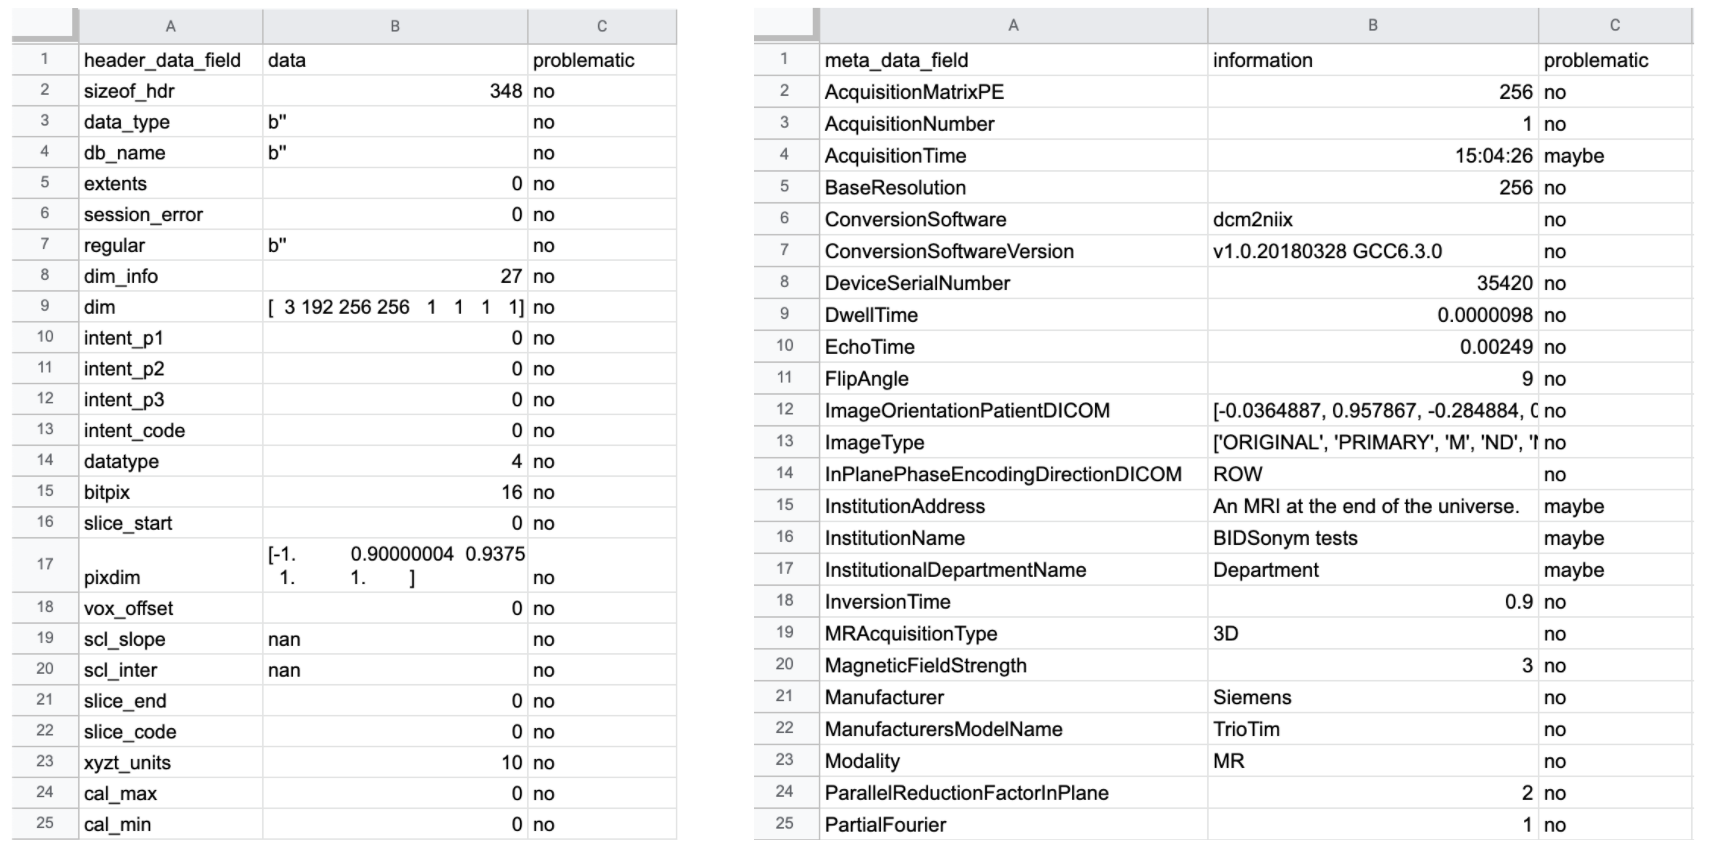 A B C
1 header_data_field data problematic
2 sizeof_hdr 348 no
3 data_type b" no
4 db_name b" no
5 extents 0 no
6 session_error 0 no
7 regular b" no
8 dim_info 27 no
9 dim [ 3 192 256 256 1 1 1 1] no
10 intent_p1 0 no
11 intent_p2 0 no
12 intent_p3 0 no
13 intent_code 0 no
14 datatype 4 no
15 bitpix 16 no
16 slice_start 0 no
17 pixdim [-1. 0.90000004 0.9375
1. 1. ] no
18 vox_offset 0 no
19 scl_slope nan no
20 scl_inter nan no
21 slice_end 0 no
22 slice_code 0 no
23 xyzt_units 10 no
24 cal_max 0 no
25 cal_min 0 no
A B C
1 meta_data_field information problematic
2 AcquisitionMatrixPE 256 no
3 AcquisitionNumber 1 no
4 AcquisitionTime 15:04:26 maybe
5 BaseResolution 256 no
6 ConversionSoftware dcm2niix no
7 ConversionSoftwareVersion v1.0.20180328 GCC6.3.0 no
8 DeviceSerialNumber 35420 no
9 DwellTime 0.0000098 no
10 EchoTime 0.00249 no
11 FlipAngle 9 no
12 ImageOrientationPatientDICOM [-0.0364887, 0.957867, -0.284884, no
13 ImageType ['ORIGINAL', 'PRIMARY', 'M', 'ND', no
14 InPlanePhaseEncodingDirectionDICOM ROW no
15 InstitutionAddress An MRI at the end of the universe. maybe
16 InstitutionName BIDSonym tests maybe
17 InstitutionalDepartmentName Department maybe
18 InversionTime 0.9 no
19 MRAcquisitionType 3D no
20 MagneticFieldStrength 3 no
21 Manufacturer Siemens no
22 ManufacturersModelName TrioTim no
23 Modality MR no
24 ParallelReductionFactorInPlane 2 no
25 PartialFourier 1 no